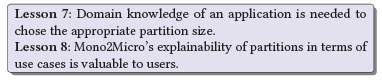 Lesson 7: Domain knowledge of an application is needed to
chose the appropriate partition size.
Lesson 8: Mono2Micro's explainability of partitions in terms of
use cases is valuable to users.